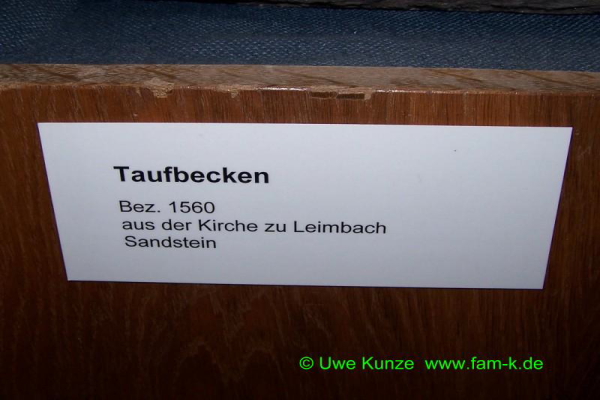 Taufbecken
Bez. 1560
aus der Kirche zu Leimbach
Sandstein
© Uwe Kunze www.fam-k.de